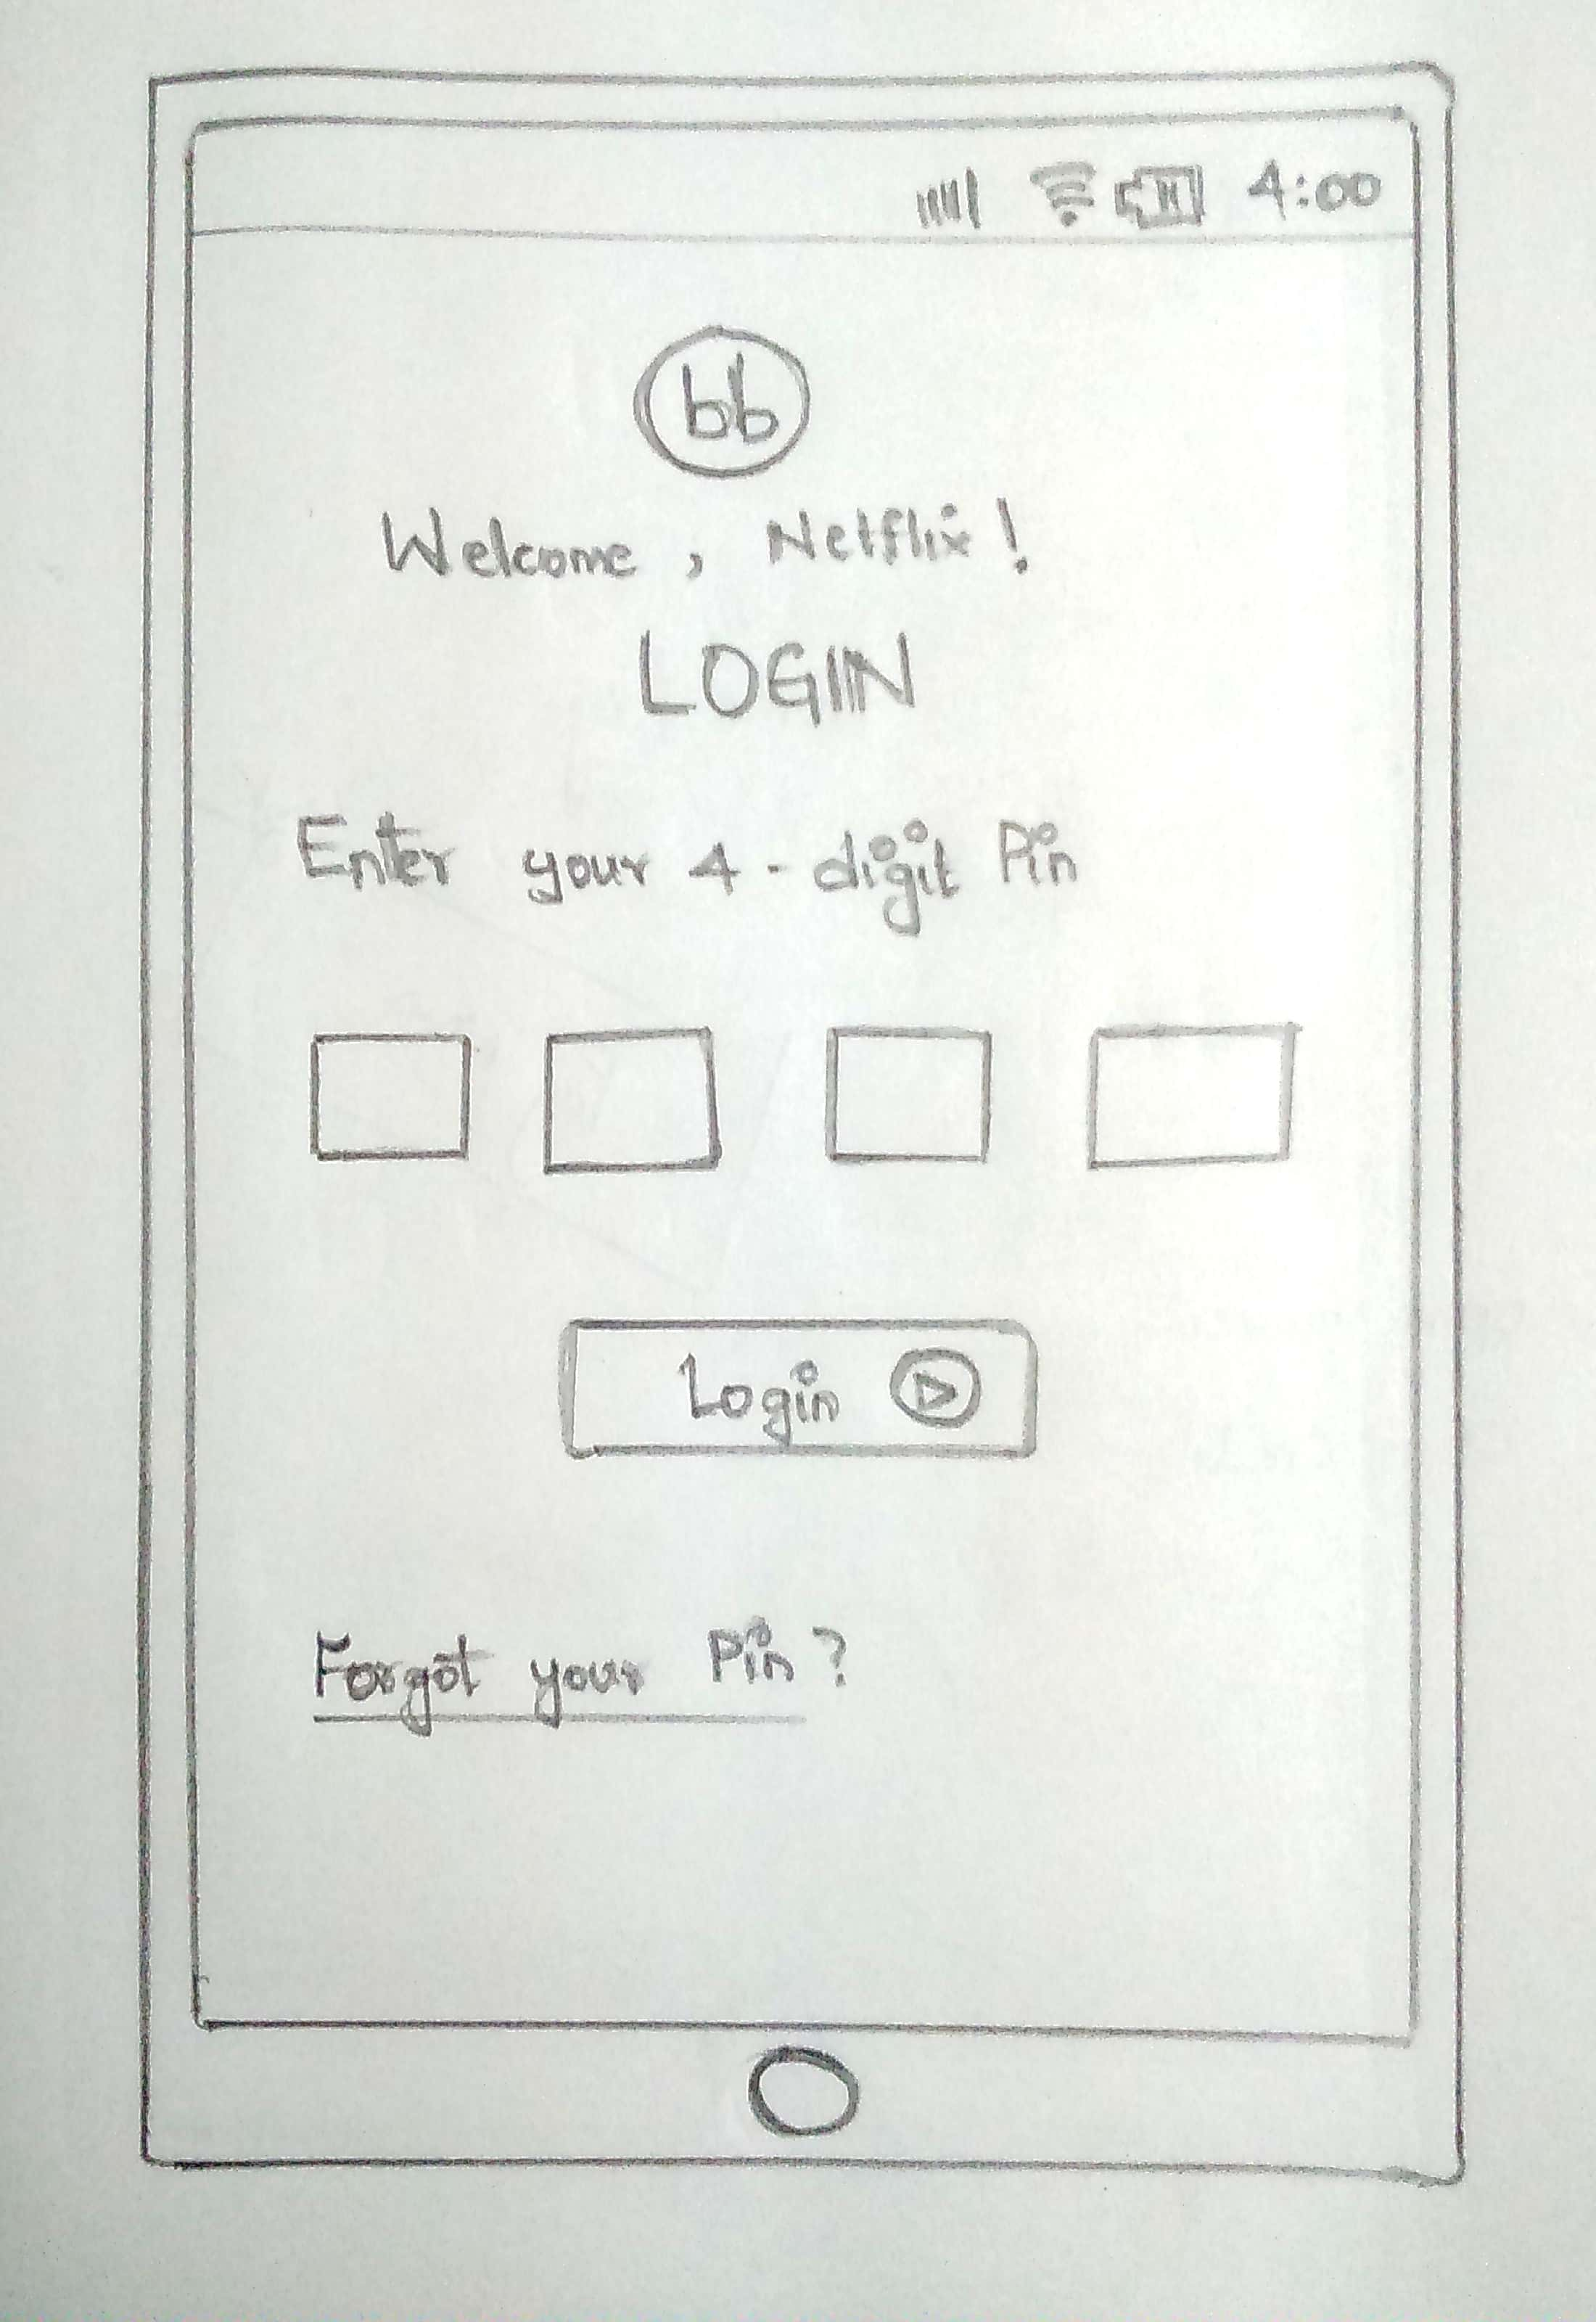 4:00
bb
Welcome, Netflix!
LOGIN
Enter your 4-digit Pin
Login
Forgot your Pin?